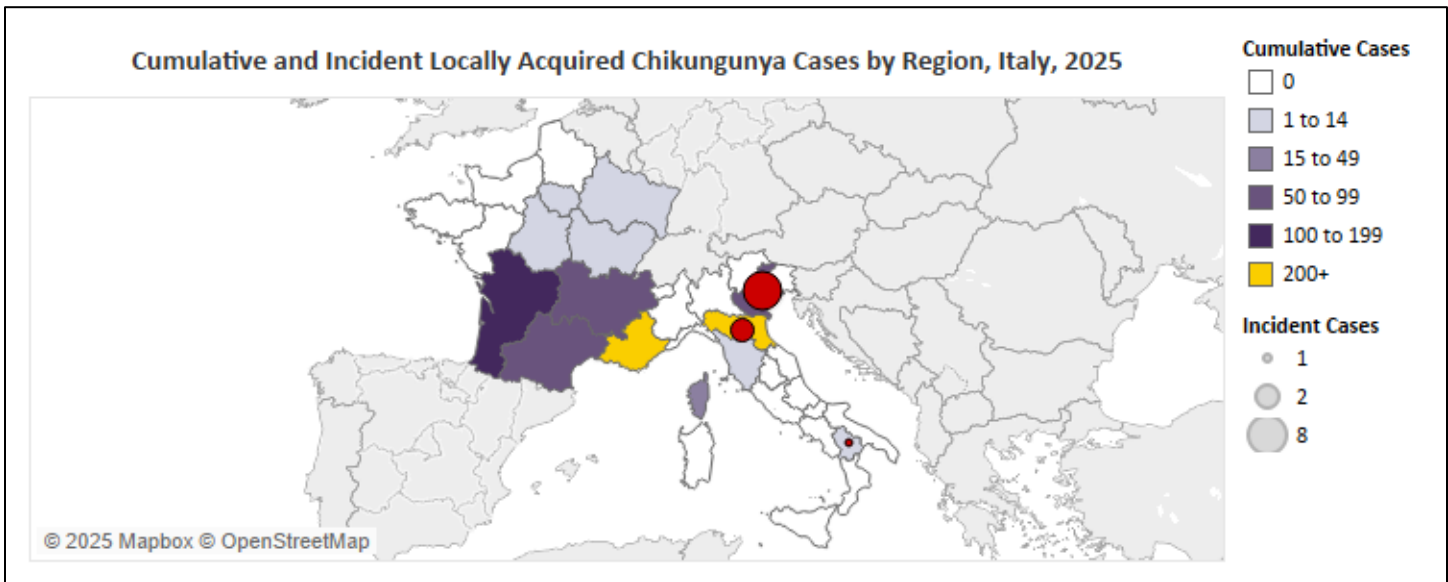 Cumulative and Incident Locally Acquired Chikungunya Cases by Region, Italy, 2025
Cumulative Cases
0
1 to 14
15 to 49
50 to 99
100 to 199
200+
Incident Cases
1
2
8
© 2025 Mapbox © OpenStreetMap